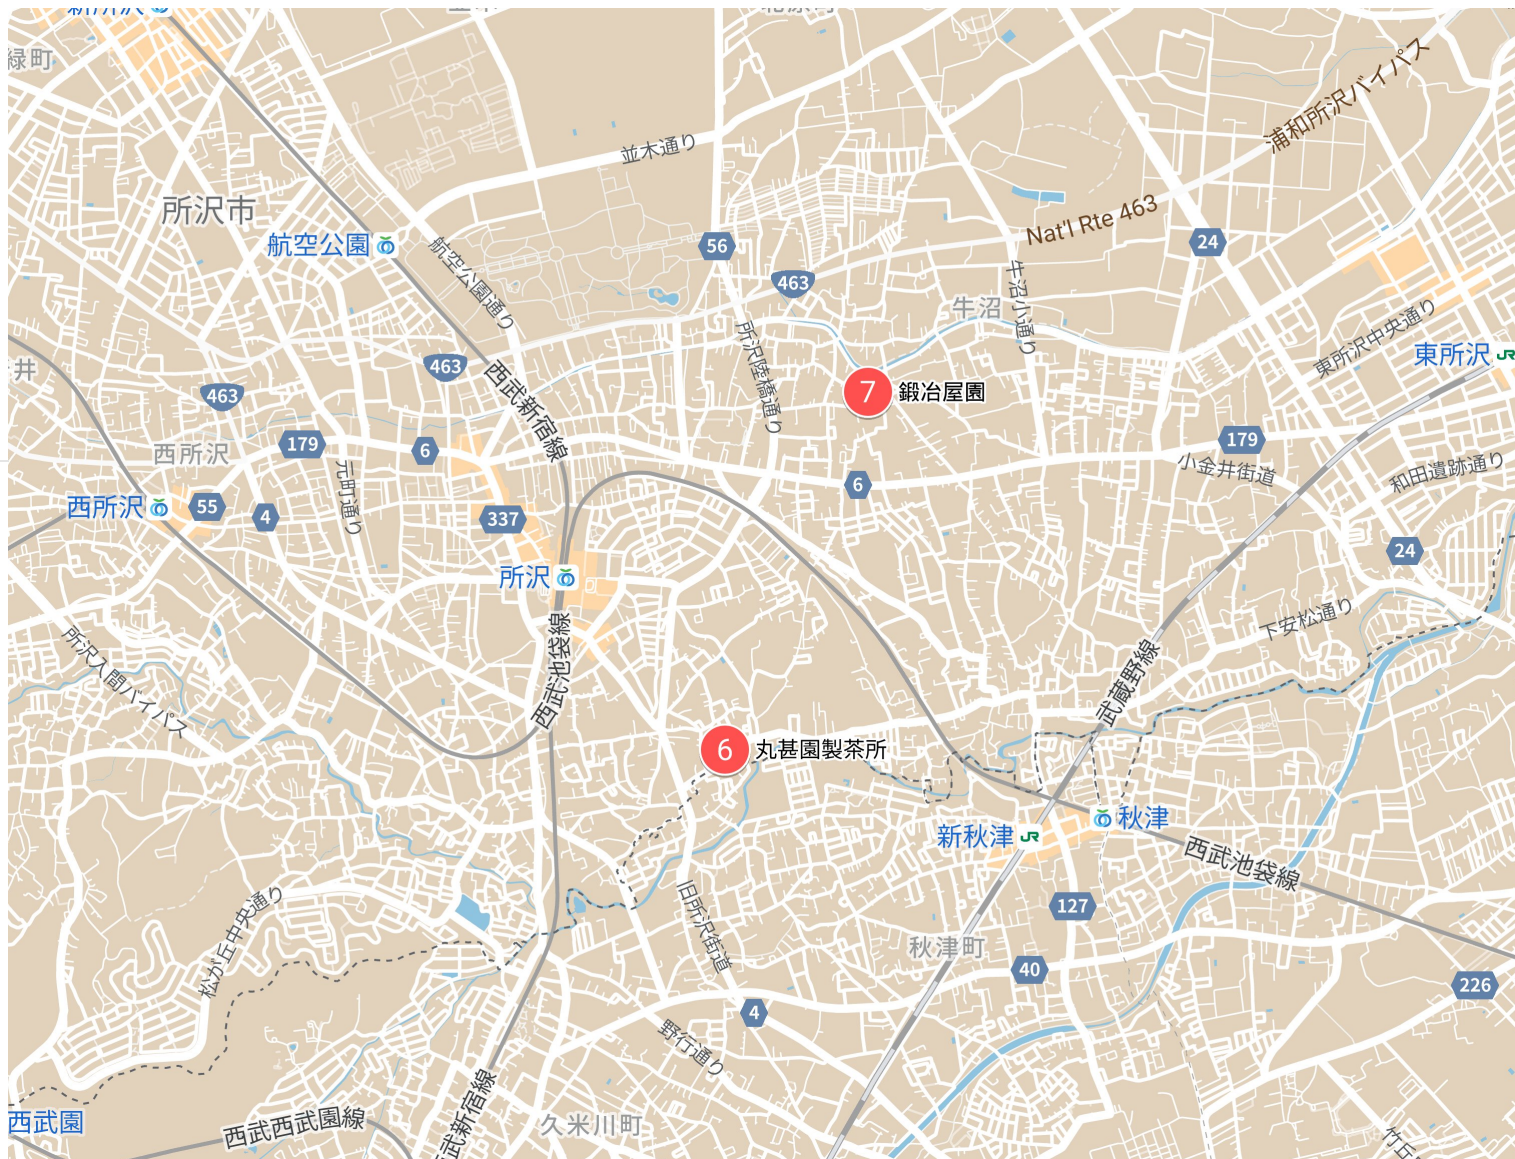 新所沢
緑町
並木通り
浦和所沢バイパス
所沢市
航空公園
航空公園通り
56
Nat'l Rte 463
24
463
牛沼
牛沼小通り
所沢陸橋通り
東所沢中央通り
東所沢
井
463
西武新宿線
463
7 鍛冶屋園
179
6
179
西所沢
元町通り
小金井街道
和田遺跡通り
西所沢
55
4
337
6
24
所沢
所沢入間バイパス
西武池袋線
下安松通り
武蔵野線
6 丸甚園製茶所
新秋津
秋津
西武池袋線
松が丘中央通り
旧所沢街道
127
秋津町
40
226
4
野行通り
西武園
西武西武園線
武新宿線
久米川町
竹丘